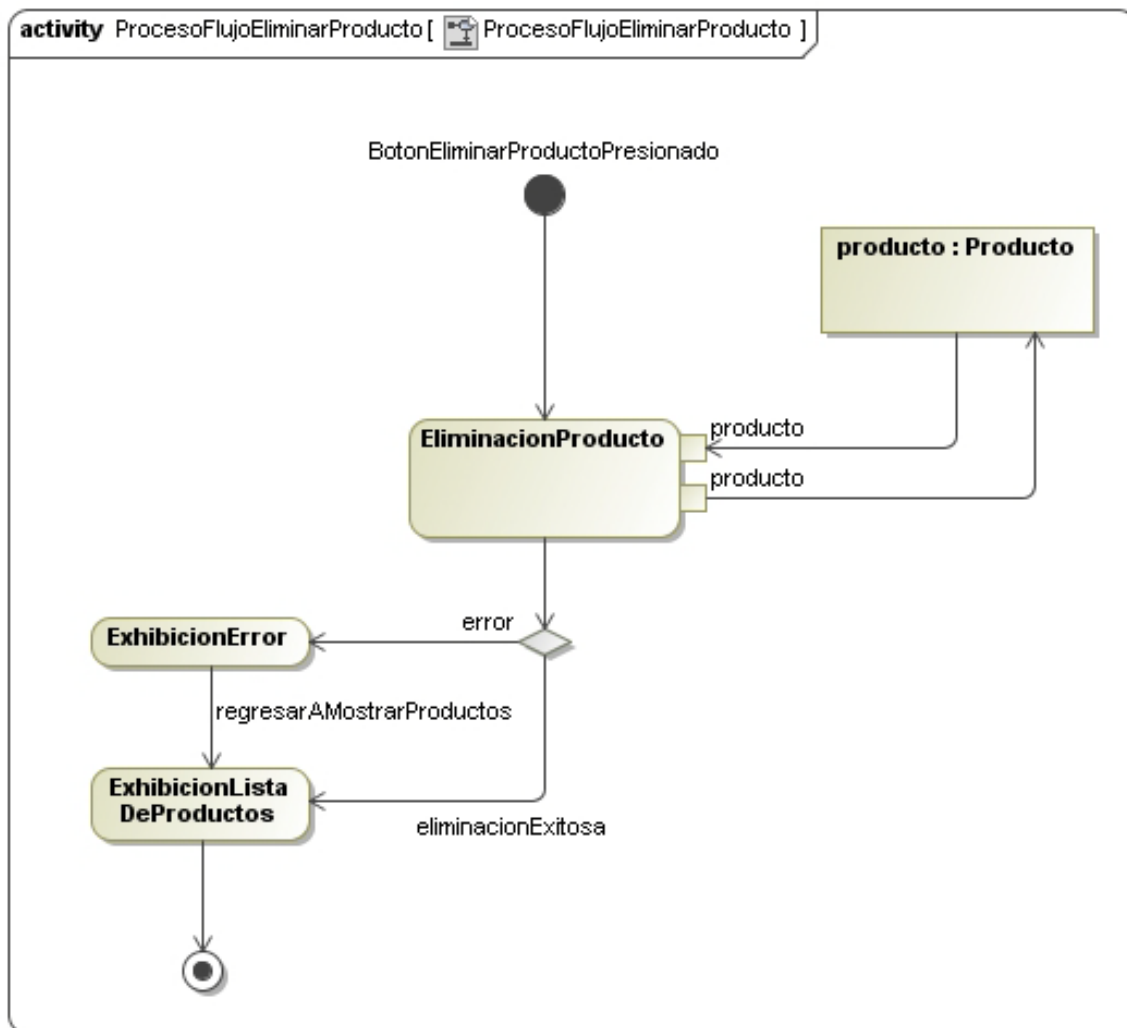 activity ProcesoFlujoEliminarProducto [ ProcesoFlujoEliminarProducto ]
BotonEliminarProductoPresionado
producto : Producto
EliminacionProducto
producto
producto
error
ExhibicionError
regresarAMostrarProductos
ExhibicionLista
DeProductos
eliminacionExitosa